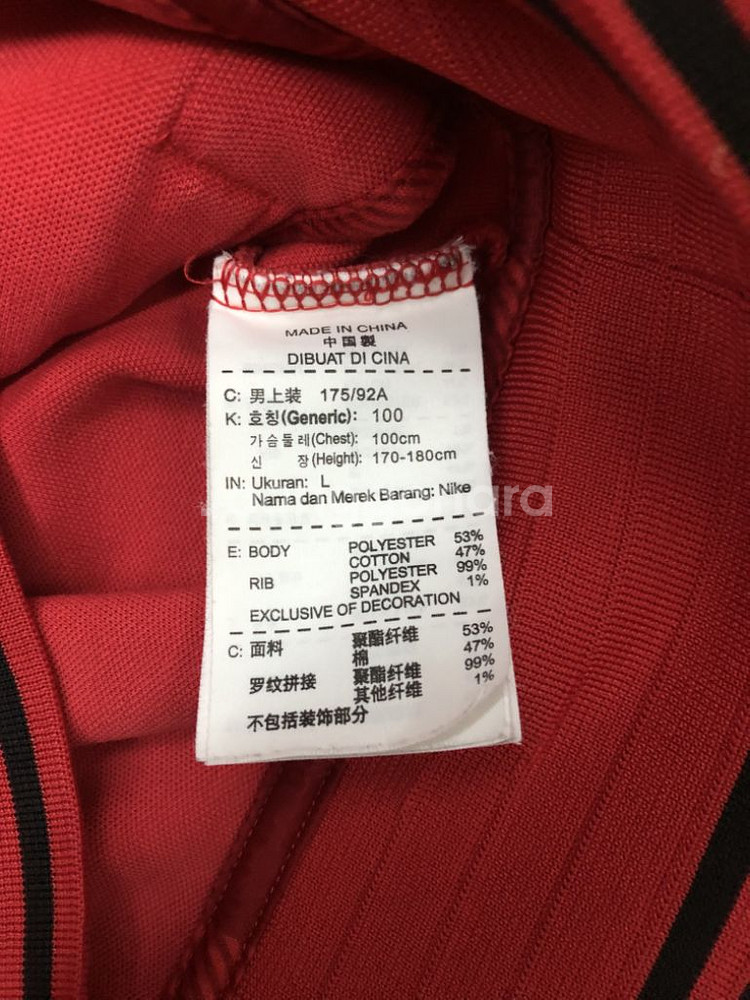 MADE IN CHINA
中国製
DIBUAT DI CINA
C: 男上装 175/92A
K: 호칭(Generic): 100
가슴둘레(Chest): 100cm
신 장(Height): 170-180cm
IN: Ukuran: L
Nama dan Merek Barang: Nike
E: BODY POLYESTER 53%
COTTON 47%
RIB POLYESTER 99%
SPANDEX 1%
EXCLUSIVE OF DECORATION
C: 面料 聚酯纤维 53%
棉 47%
罗纹拼接 聚酯纤维 99%
其他纤维 1%
不包括装饰部分